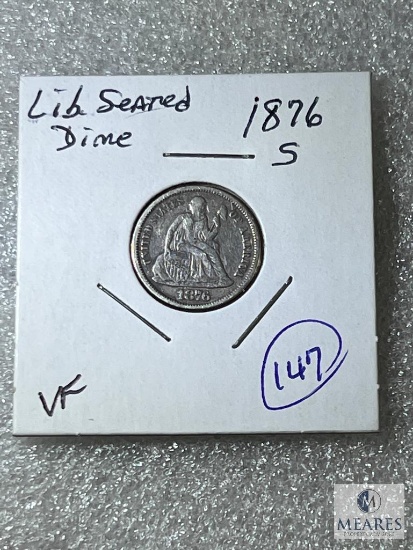 Lib Seated
Dime
1876
S
UNITED STATES OF AMERICA
1876
VF
147
M
MEARES